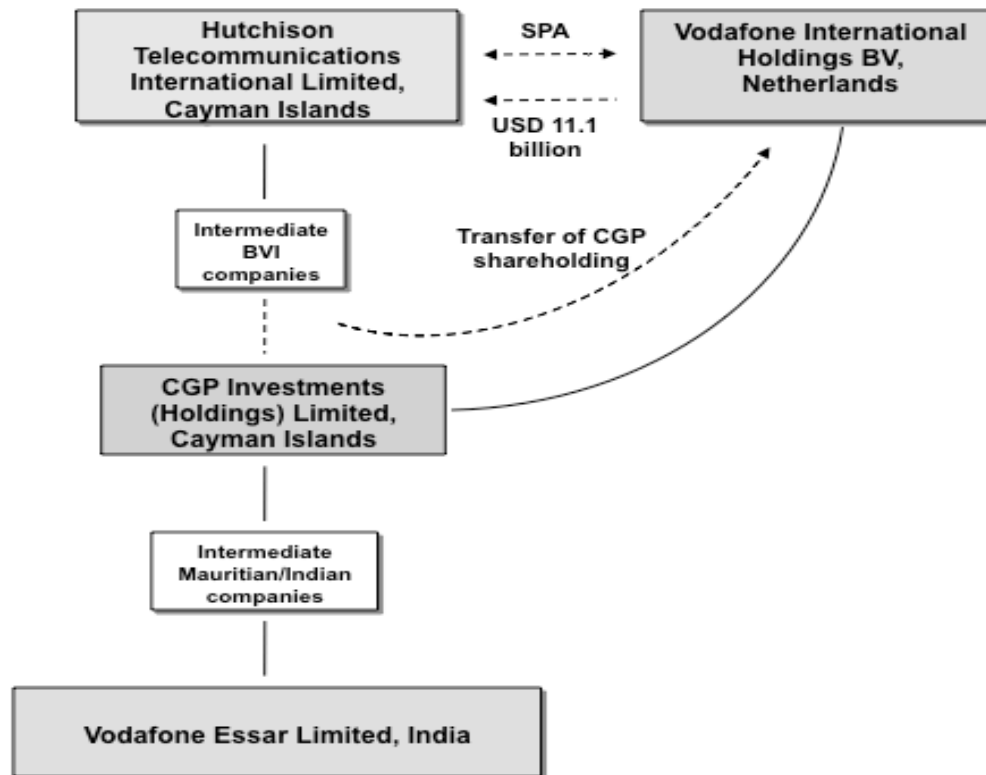 Hutchison
Telecommunications
International Limited,
Cayman Islands
SPA
USD 11.1
billion
Vodafone International
Holdings BV,
Netherlands
Intermediate
BVI
companies
Transfer of CGP
shareholding
CGP Investments
(Holdings) Limited,
Cayman Islands
Intermediate
Mauritian/Indian
companies
Vodafone Essar Limited, India